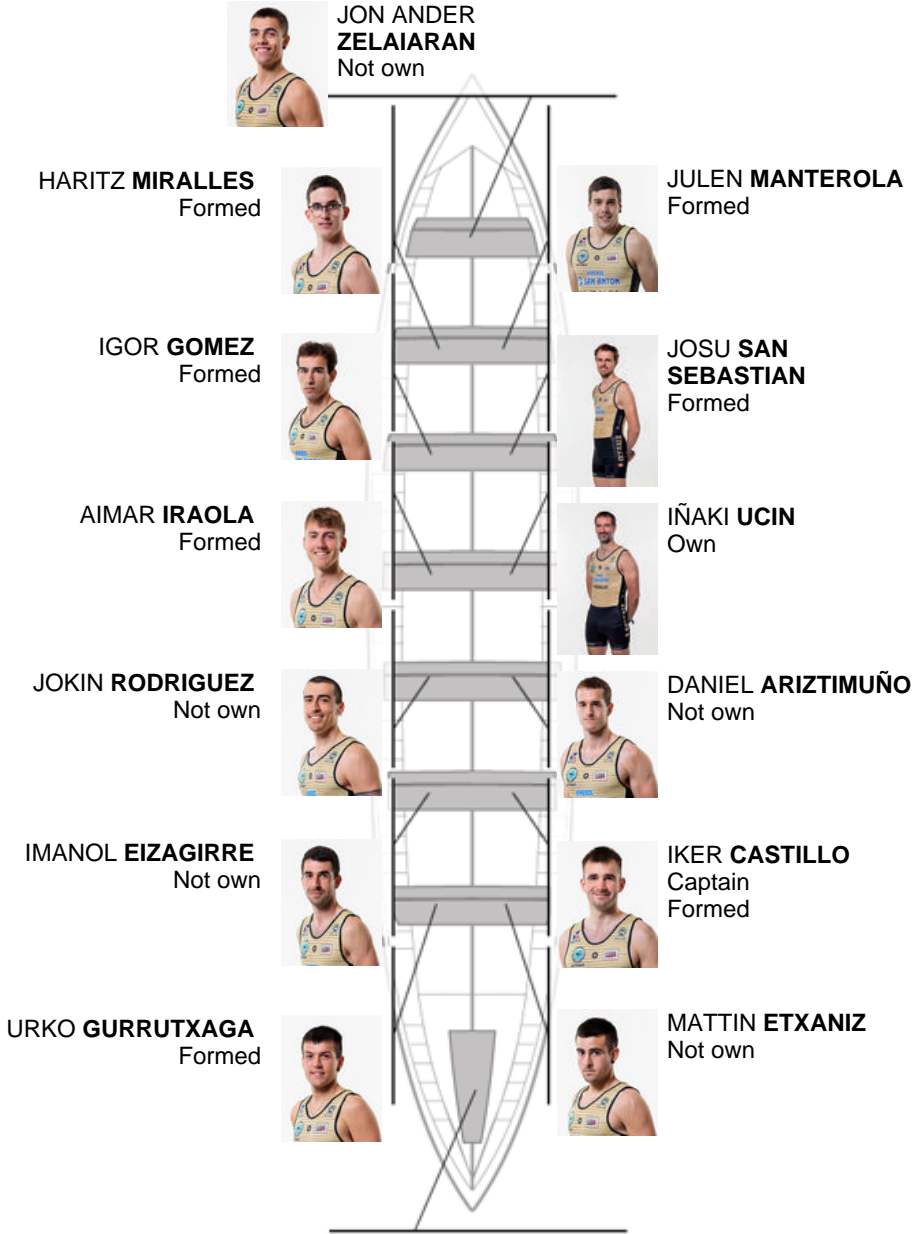 JON ANDER
ZELAIARAN
Not own
HARITZ MIRALLES
Formed
JULEN MANTEROLA
Formed
IGOR GOMEZ
Formed
JOSU SAN
SEBASTIAN
Formed
AIMAR IRAOLA
Formed
IÑAKI UCIN
Own
JOKIN RODRIGUEZ
Not own
DANIEL ARIZTIMUÑO
Not own
IMANOL EIZAGIRRE
Not own
IKER CASTILLO
Captain
Formed
URKO GURRUTXAGA
Formed
MATTIN ETXANIZ
Not own
SAN ANTON